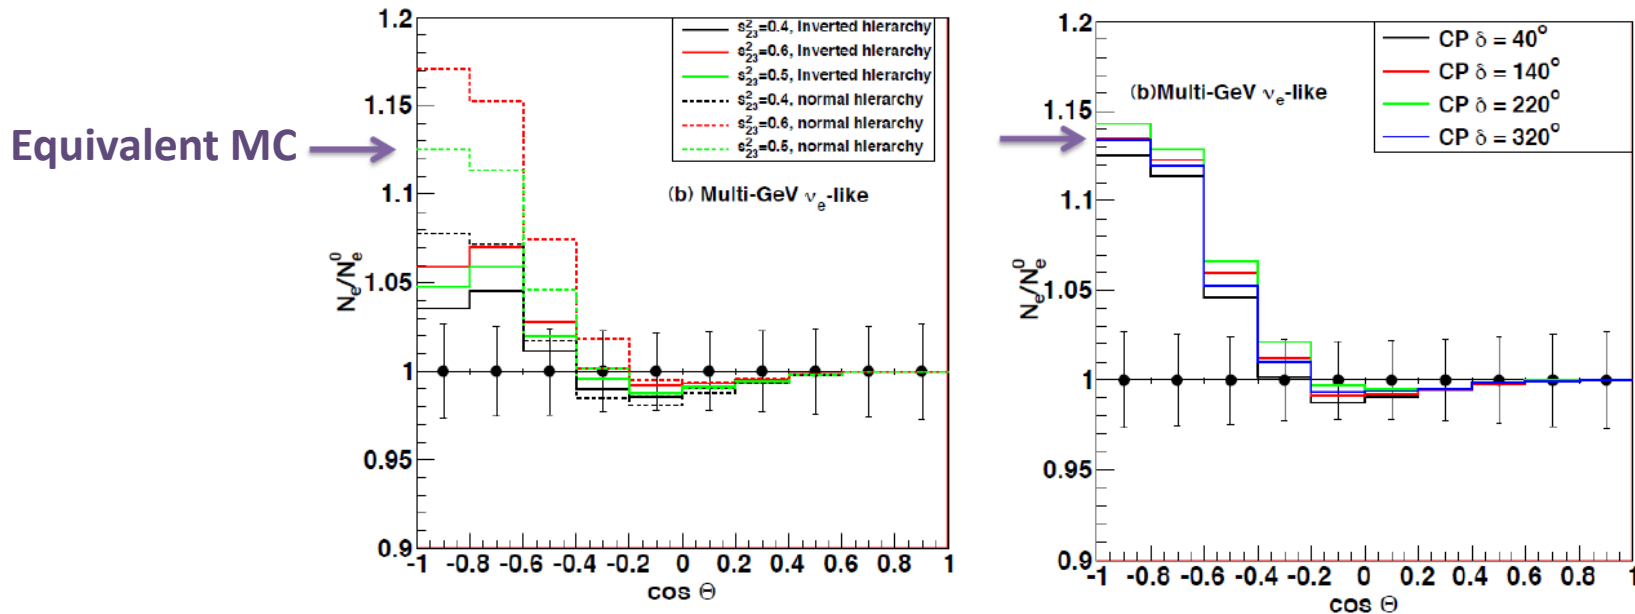 Equivalent MC
1.2
1.15
1.1
1.05
1
0.95
0.9
N_e/N_e^0
s²₂₃=0.4, Inverted hierarchy
s²₂₃=0.6, Inverted hierarchy
s²₂₃=0.5, Inverted hierarchy
s²₂₃=0.4, normal hierarchy
s²₂₃=0.6, normal hierarchy
s²₂₃=0.5, normal hierarchy
(b) Multi-GeV ν_e-like
-1 -0.8 -0.6 -0.4 -0.2 0 0.2 0.4 0.6 0.8 1
cos Θ
1.2
1.15
1.1
1.05
1
0.95
0.9
N_e/N_e^0
CP δ = 40°
CP δ = 140°
CP δ = 220°
CP δ = 320°
(b)Multi-GeV ν_e-like
-1 -0.8 -0.6 -0.4 -0.2 0 0.2 0.4 0.6 0.8 1
cos Θ